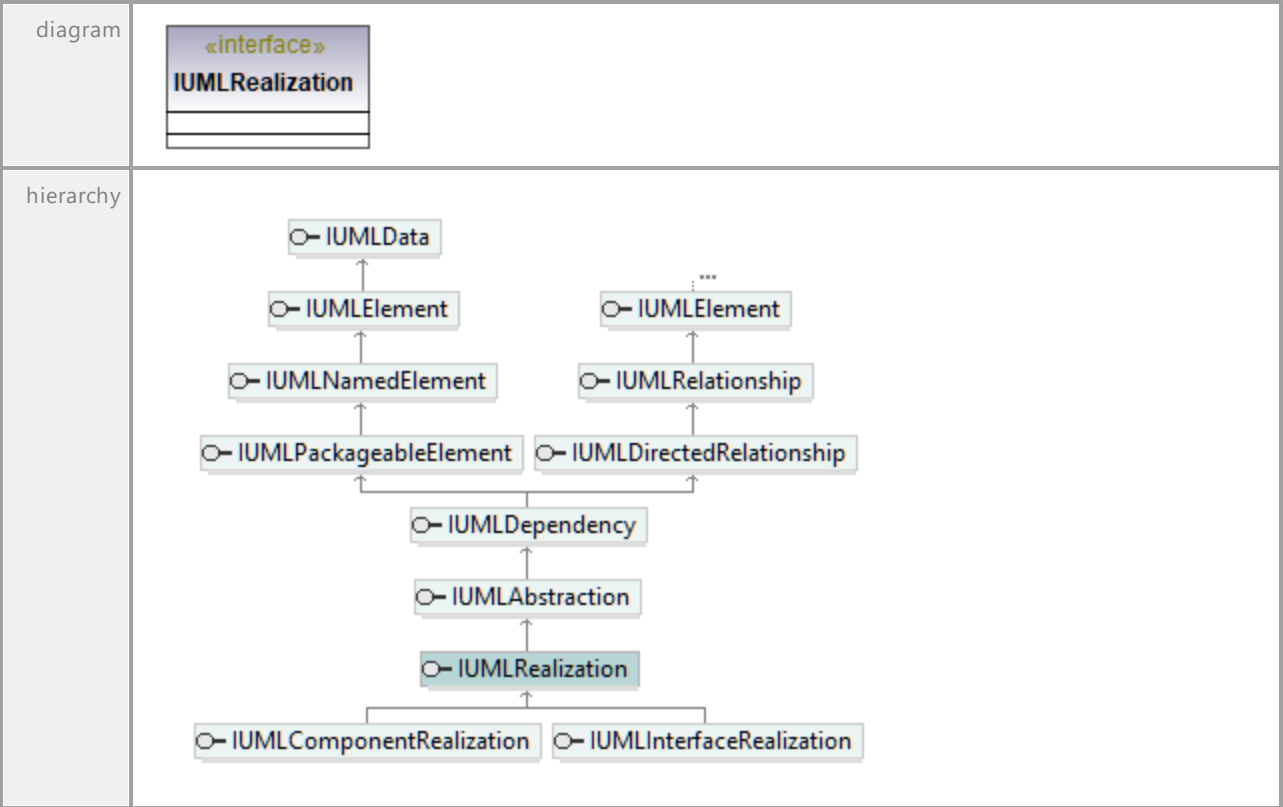 diagram
«interface»
IUMLRealization
hierarchy
IUMLData
...
IUMLElement IUMLElement
IUMLNamedElement IUMLRelationship
IUMLPackageableElement IUMLDirectedRelationship
IUMLDependency
IUMLAbstraction
IUMLRealization
IUMLComponentRealization IUMLInterfaceRealization